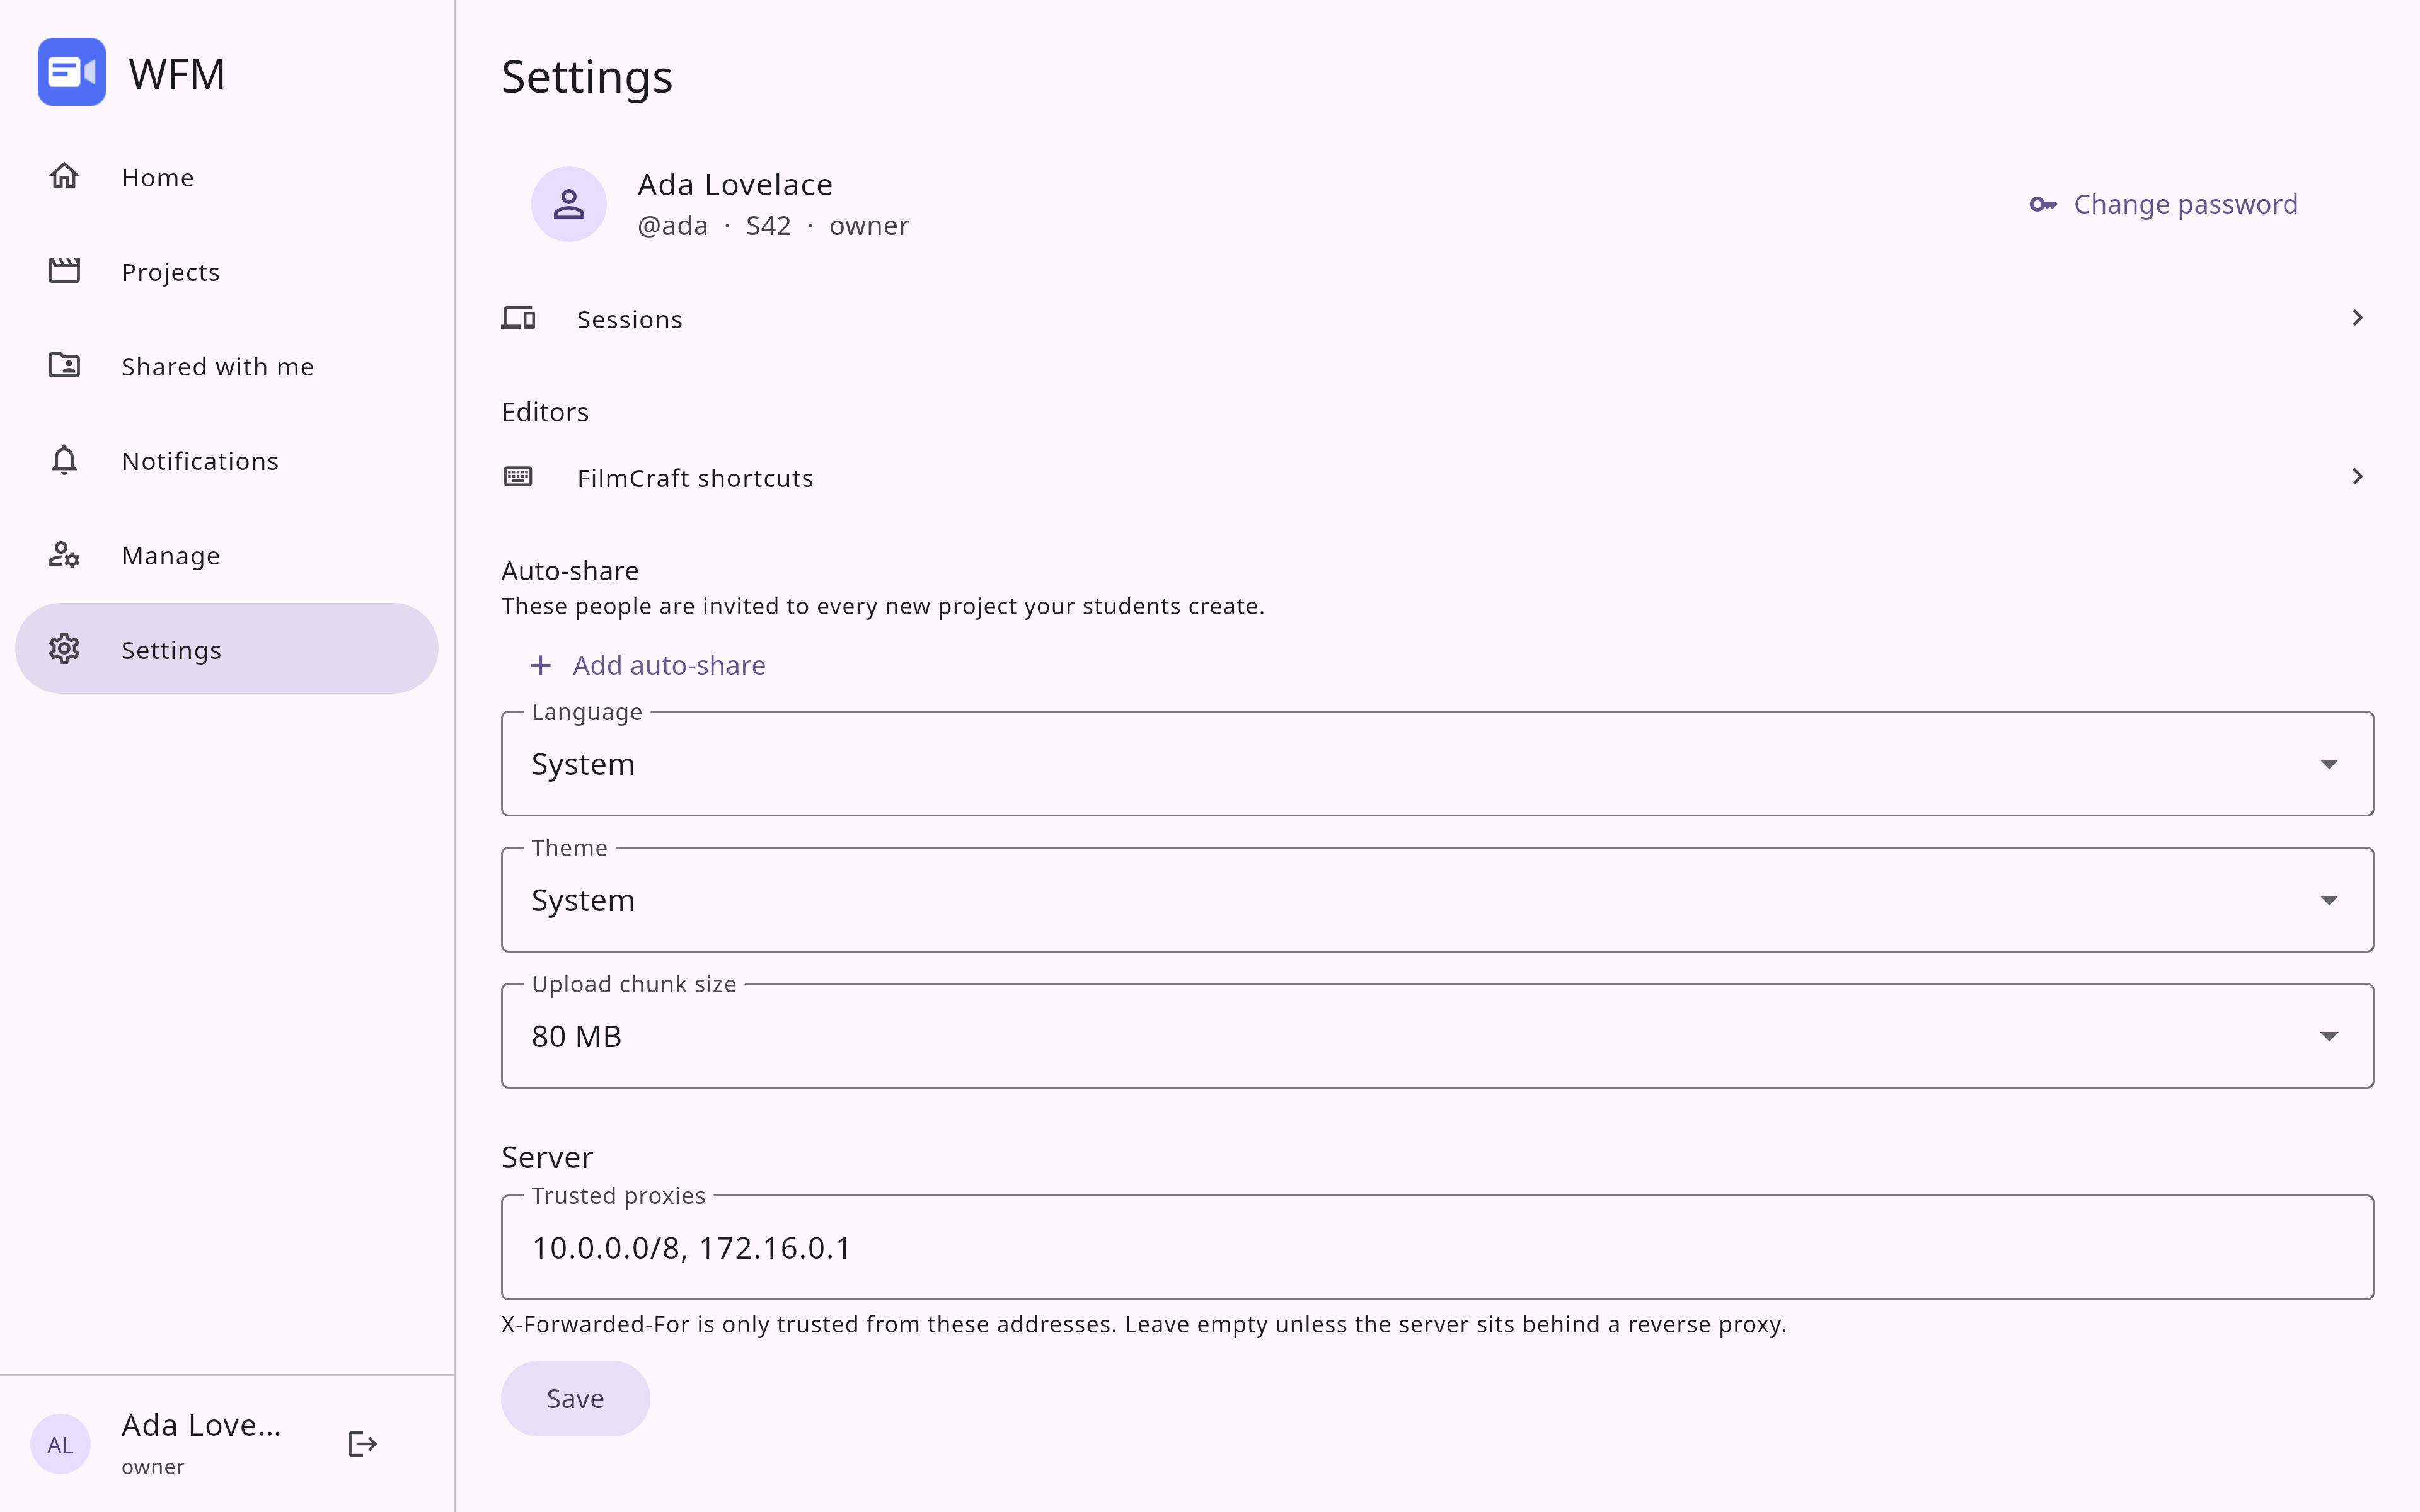 WFM
Home
Projects
Shared with me
Notifications
Manage
Settings
AL
Ada Love...
owner
Settings
Ada Lovelace
@ada · S42 · owner
Change password
Sessions
Editors
FilmCraft shortcuts
Auto-share
These people are invited to every new project your students create.
Add auto-share
Language
System
Theme
System
Upload chunk size
80 MB
Server
Trusted proxies
10.0.0.0/8, 172.16.0.1
X-Forwarded-For is only trusted from these addresses. Leave empty unless the server sits behind a reverse proxy.
Save